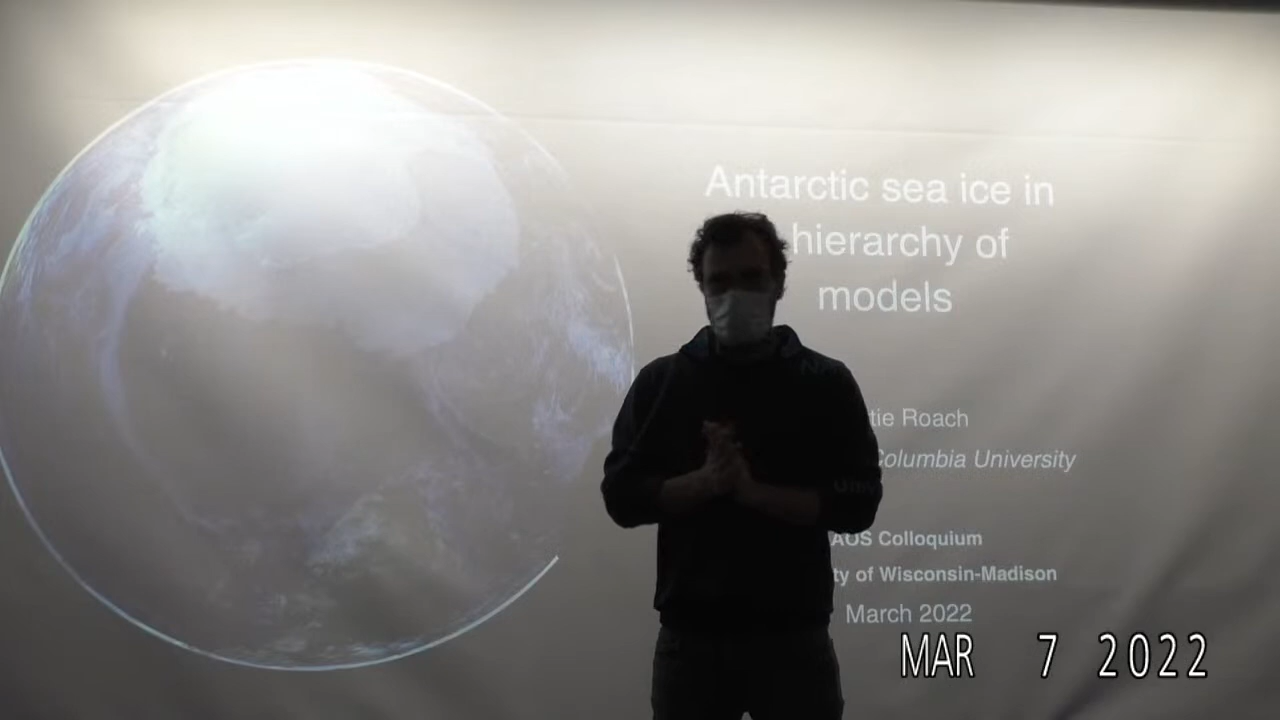 Antarctic sea ice in
hierarchy of
models
tie Roach
Columbia University
AOS Colloquium
ty of Wisconsin-Madison
March 2022
MAR 7 2022